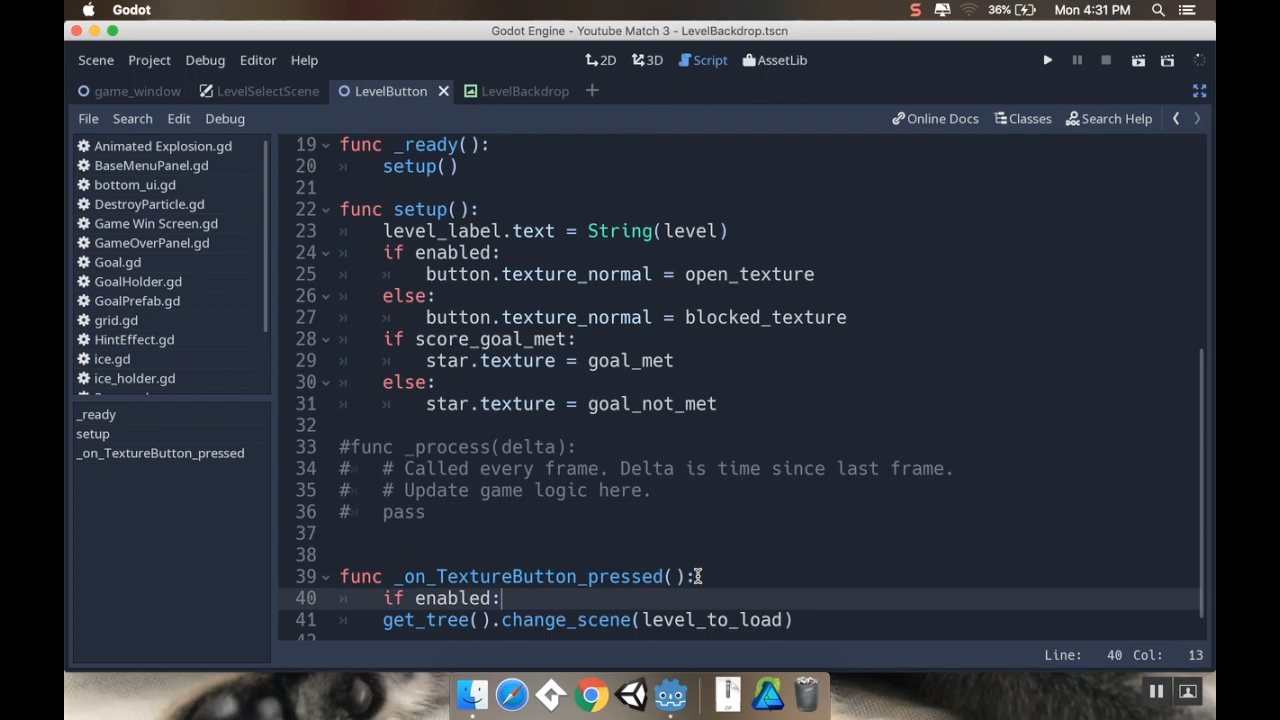 Godot
36%
Mon 4:31 PM
Godot Engine - Youtube Match 3 - LevelBackdrop.tscn
Scene Project Debug Editor Help
2D 3D Script AssetLib
game_window LevelSelectScene LevelButton LevelBackdrop
File Search Edit Debug
Online Docs Classes Search Help
Animated Explosion.gd
BaseMenuPanel.gd
bottom_ui.gd
DestroyParticle.gd
Game Win Screen.gd
GameOverPanel.gd
Goal.gd
GoalHolder.gd
GoalPrefab.gd
grid.gd
HintEffect.gd
ice.gd
ice_holder.gd
_ready
setup
_on_TextureButton_pressed
19 func _ready():
20 setup()
21
22 func setup():
23 level_label.text = String(level)
24 if enabled:
25 button.texture_normal = open_texture
26 else:
27 button.texture_normal = blocked_texture
28 if score_goal_met:
29 star.texture = goal_met
30 else:
31 star.texture = goal_not_met
32
33 #func _process(delta):
34 # # Called every frame. Delta is time since last frame.
35 # # Update game logic here.
36 # pass
37
38
39 func _on_TextureButton_pressed():
40 if enabled:
41 get_tree().change_scene(level_to_load)
Line: 40 Col: 13